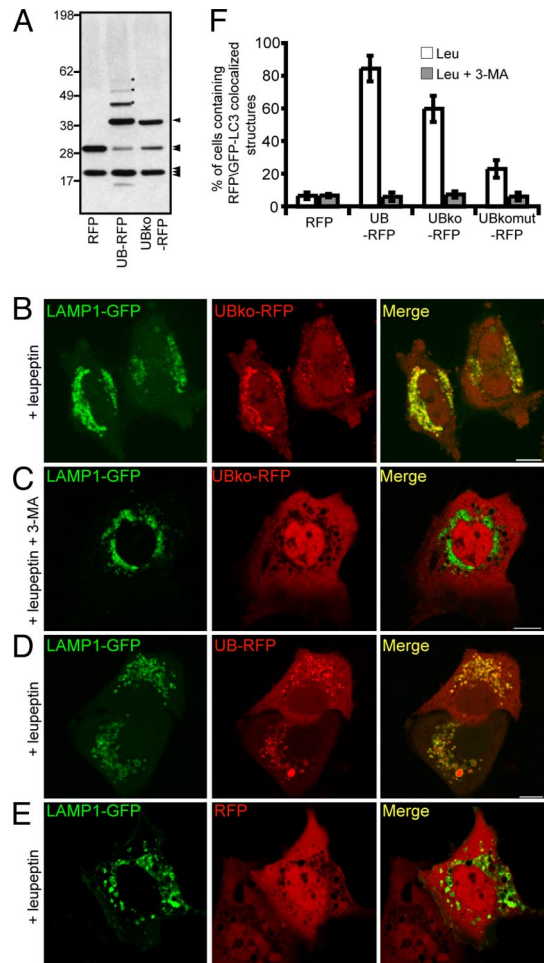 A
198
62
49
38
28
17
RFP
UB-RFP
UBko
-RFP
F
% of cells containing
RFP\GFP-LC3 colocalized
structures
100
80
60
40
20
0
Leu
Leu + 3-MA
RFP
UB
-RFP
UBko
-RFP
UBkomut
-RFP
B
+ leupeptin
LAMP1-GFP
UBko-RFP
Merge
C
+ leupeptin + 3-MA
LAMP1-GFP
UBko-RFP
Merge
D
+ leupeptin
LAMP1-GFP
UB-RFP
Merge
E
+ leupeptin
LAMP1-GFP
RFP
Merge